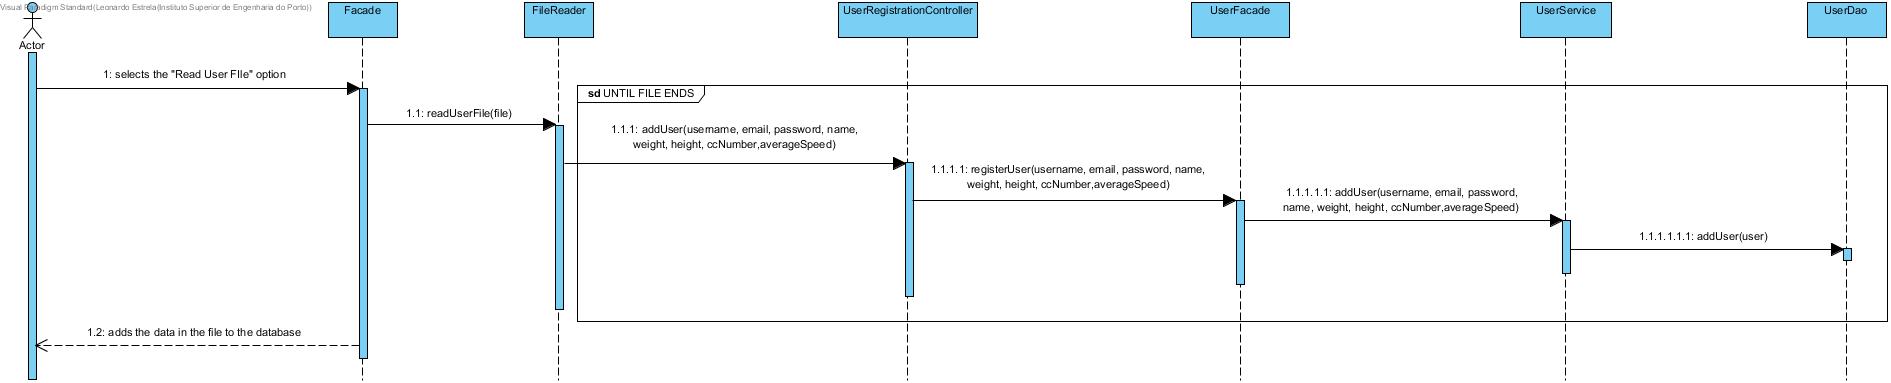 Visual Paradigm Standard(Leonardo Estrela(Instituto Superior de Engenharia do Porto))
Actor
Facade
FileReader
UserRegistrationController
UserFacade
UserService
UserDao
1: selects the "Read User FIle" option
sd UNTIL FILE ENDS
1.1: readUserFile(file)
1.1.1: addUser(username, email, password, name,
weight, height, ccNumber,averageSpeed)
1.1.1.1: registerUser(username, email, password, name,
weight, height, ccNumber,averageSpeed)
1.1.1.1.1: addUser(username, email, password,
name, weight, height, ccNumber,averageSpeed)
1.1.1.1.1.1: addUser(user)
1.2: adds the data in the file to the database